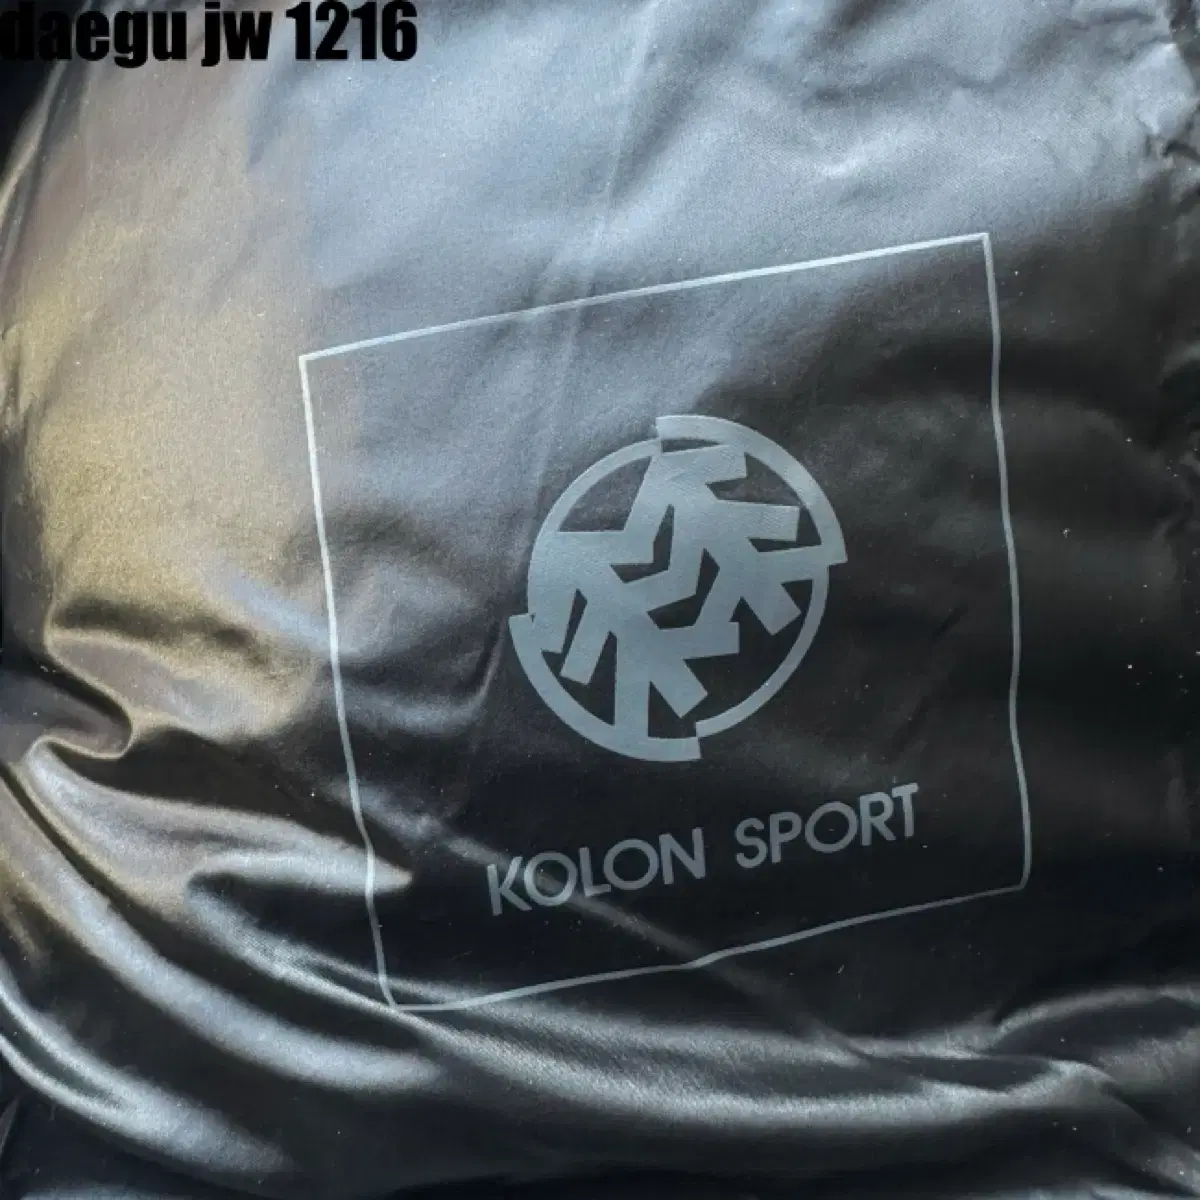 daegu jw 1216
KOLON SPORT